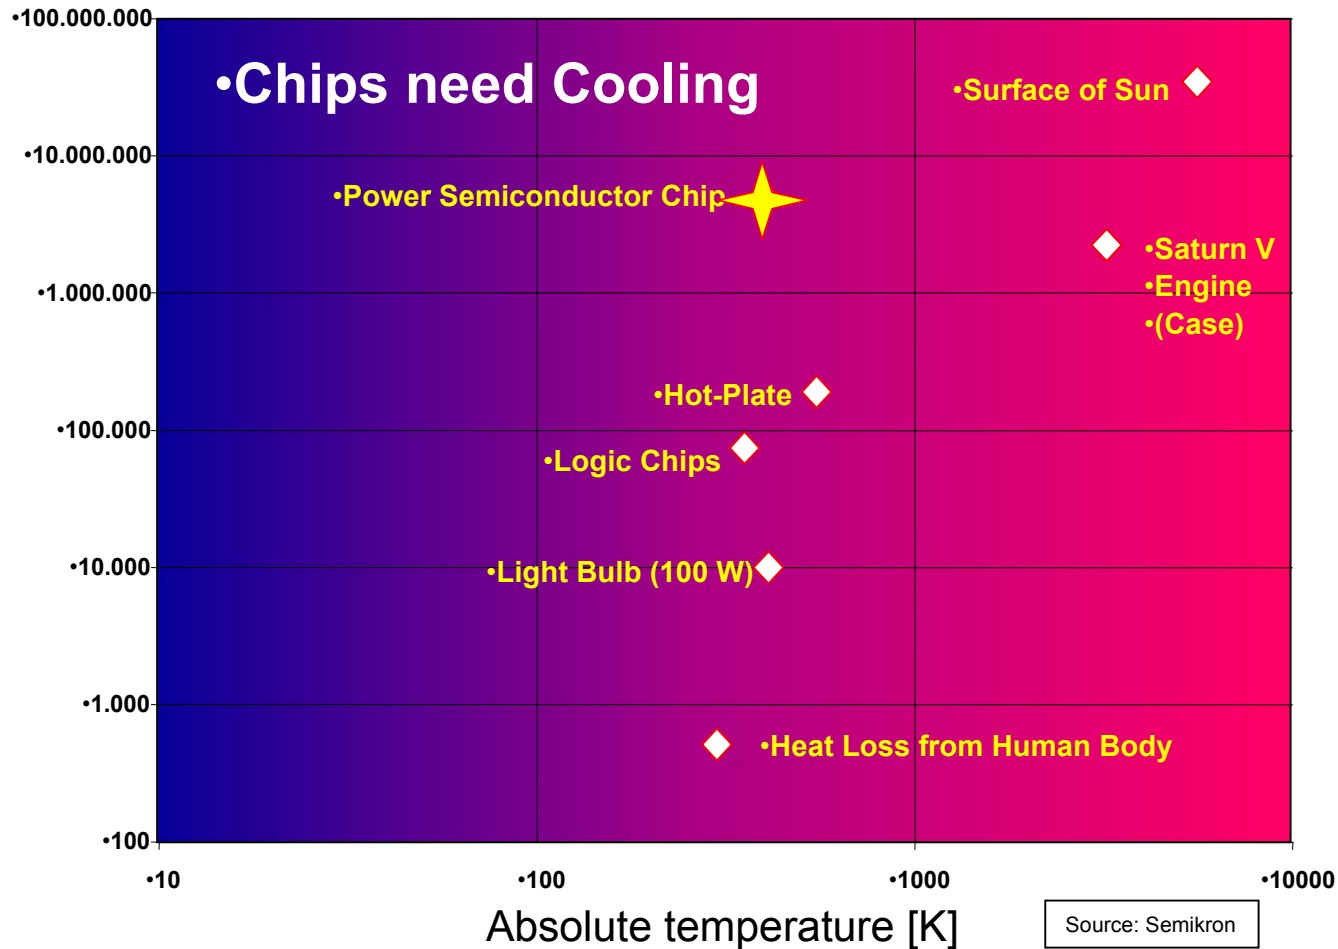 •100.000.000
•Chips need Cooling
•Surface of Sun
•10.000.000
•Power Semiconductor Chip
•Saturn V
•Engine
•(Case)
•1.000.000
•Hot-Plate
•100.000
•Logic Chips
•10.000
•Light Bulb (100 W)
•1.000
•Heat Loss from Human Body
•100
•10 •100 •1000 •10000
Absolute temperature [K]
Source: Semikron